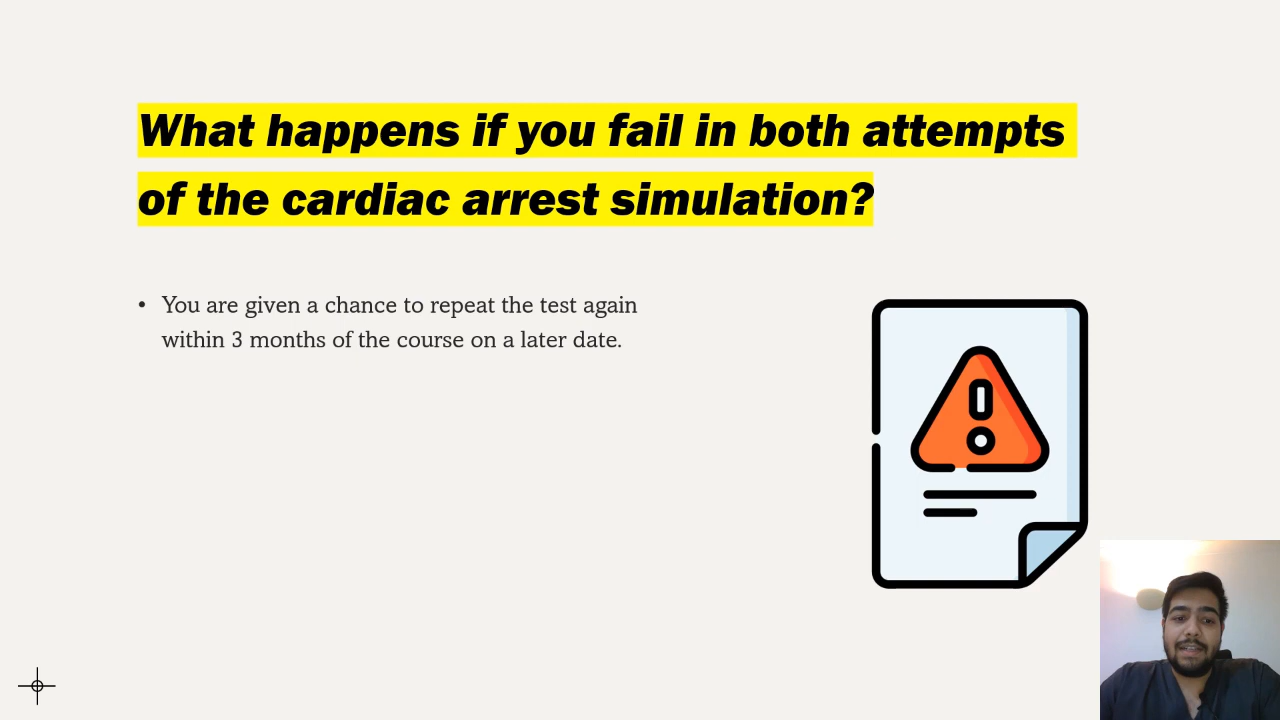 What happens if you fail in both attempts
of the cardiac arrest simulation?
• You are given a chance to repeat the test again
within 3 months of the course on a later date.